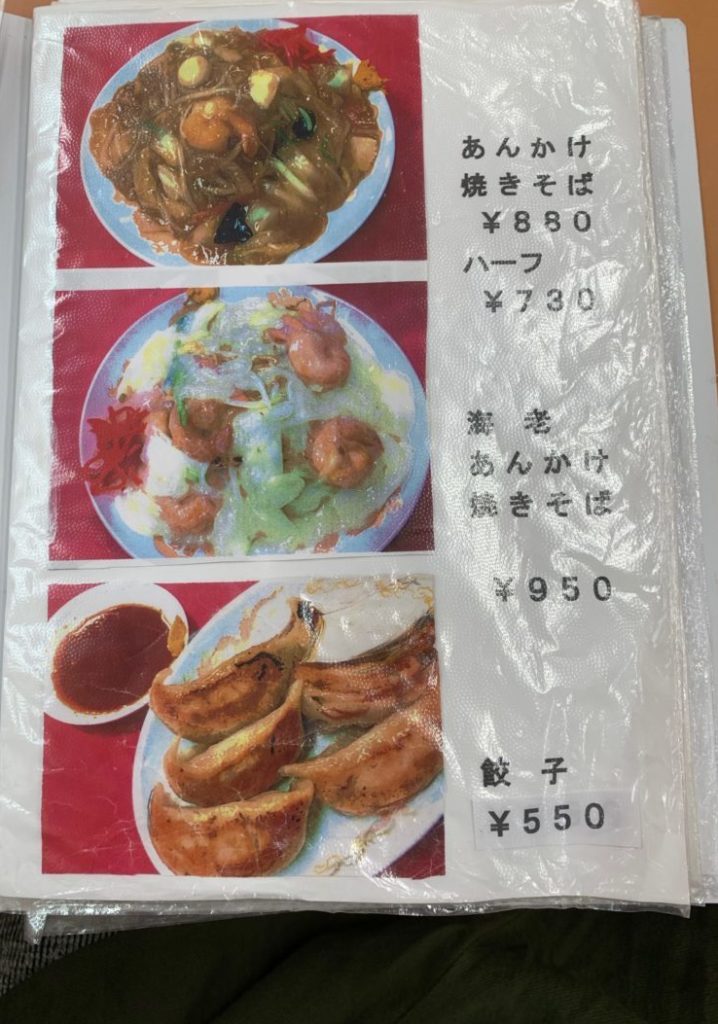 あんかけ
焼きそば
￥880
ハーフ
￥730
海老
あんかけ
焼きそば
￥950
餃子
￥550